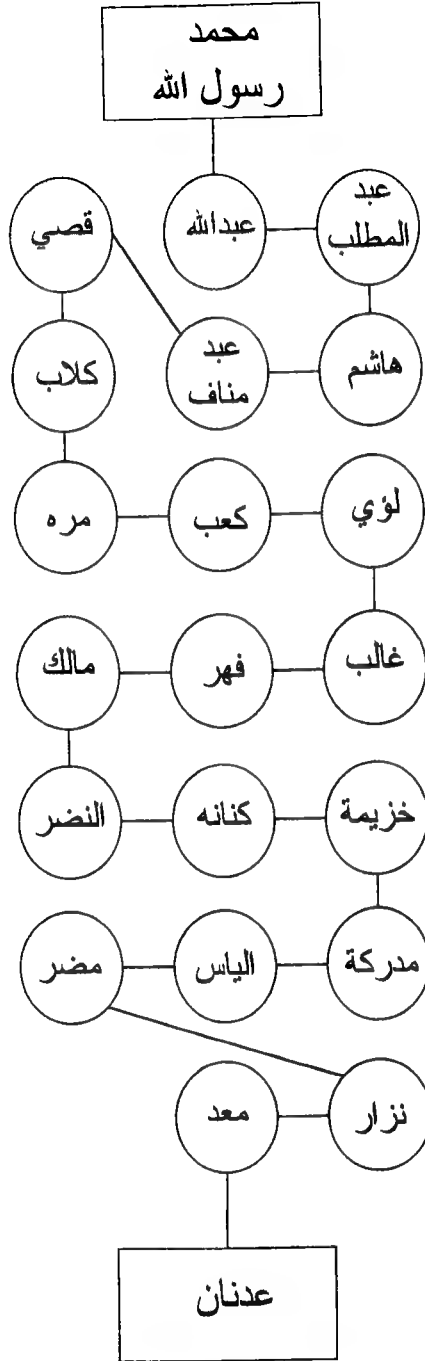 محمد
رسول الله
عبد
المطلب
عبدالله
قصي
هاشم
عبد
مناف
كلاب
لؤي
كعب
مره
غالب
فهر
مالك
خزيمة
كنانه
النضر
مدركة
الياس
مضر
نزار
معد
عدنان